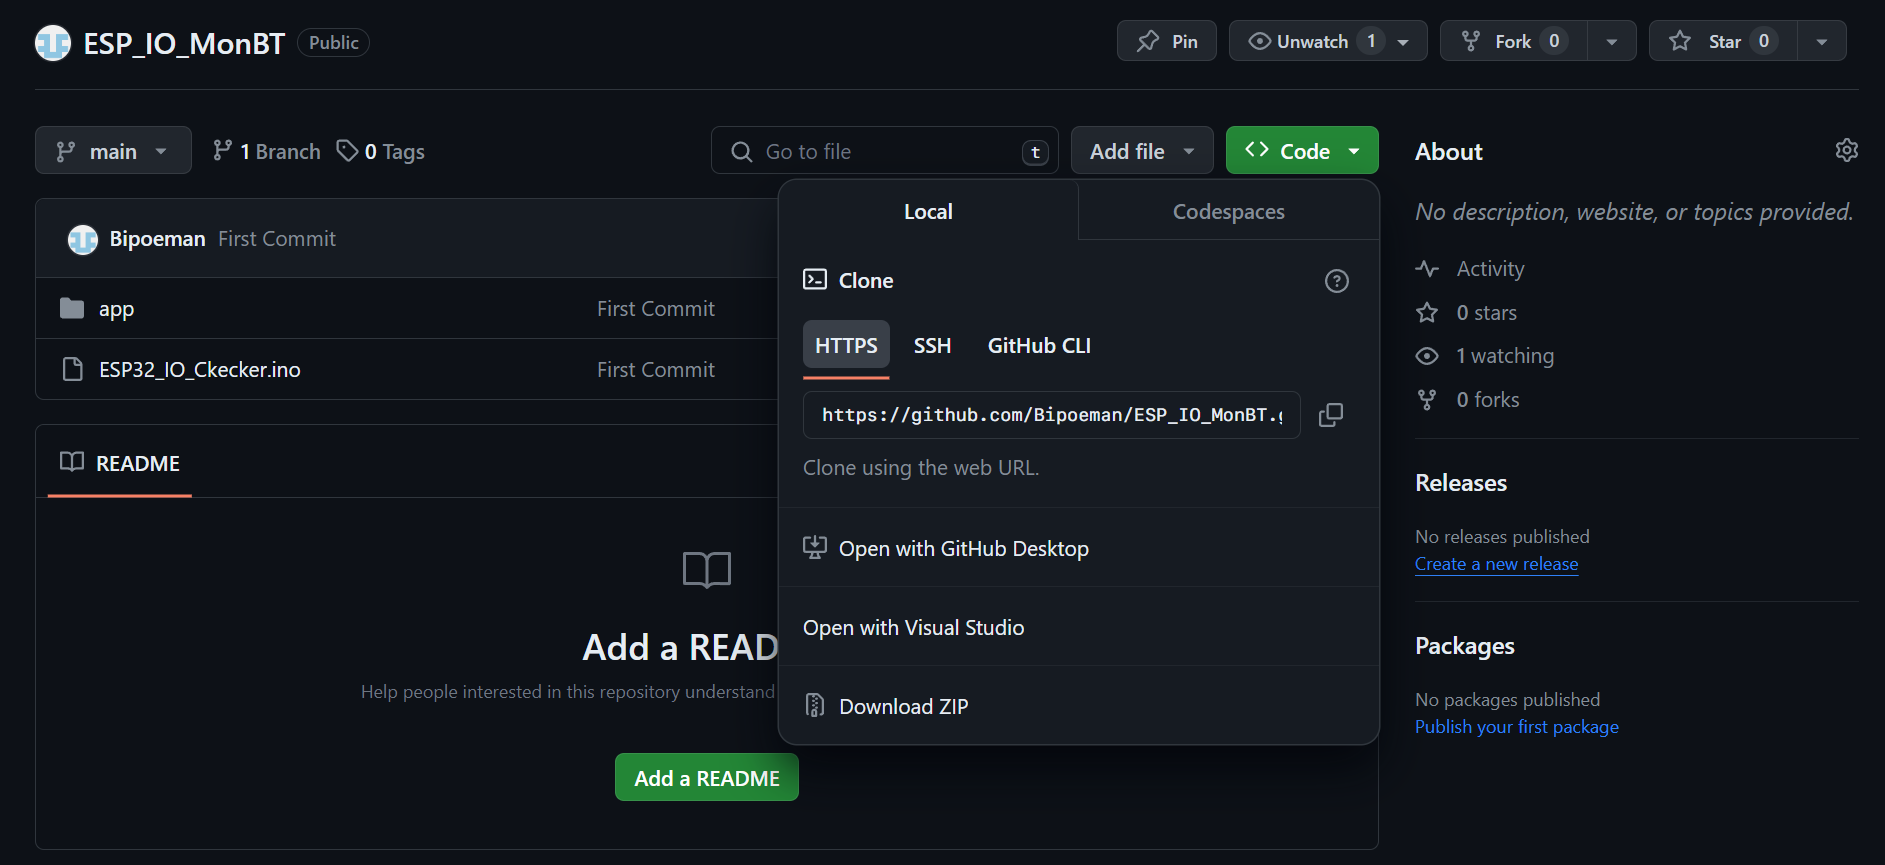 ESP_IO_MonBT Public
Pin
Unwatch 1
Fork 0
Star 0
main
1 Branch
0 Tags
Go to file t
Add file
Code
Bipoeman First Commit
app First Commit
ESP32_IO_Ckecker.ino First Commit
README
Add a READ
Help people interested in this repository understand
Add a README
Local
Codespaces
Clone
HTTPS SSH GitHub CLI
https://github.com/Bipoeman/ESP_IO_MonBT.g
Clone using the web URL.
Open with GitHub Desktop
Open with Visual Studio
Download ZIP
About
No description, website, or topics provided.
Activity
0 stars
1 watching
0 forks
Releases
No releases published
Create a new release
Packages
No packages published
Publish your first package